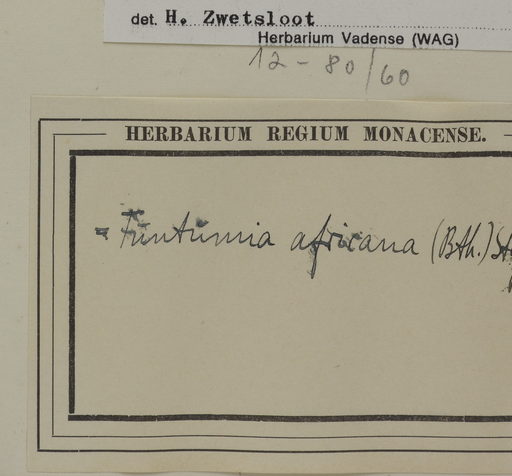 det. H. Zwetsloot
Herbarium Vadense (WAG)
12-80/60
HERBARIUM REGIUM MONACENSE.
= Funtumia africana (Bth.)